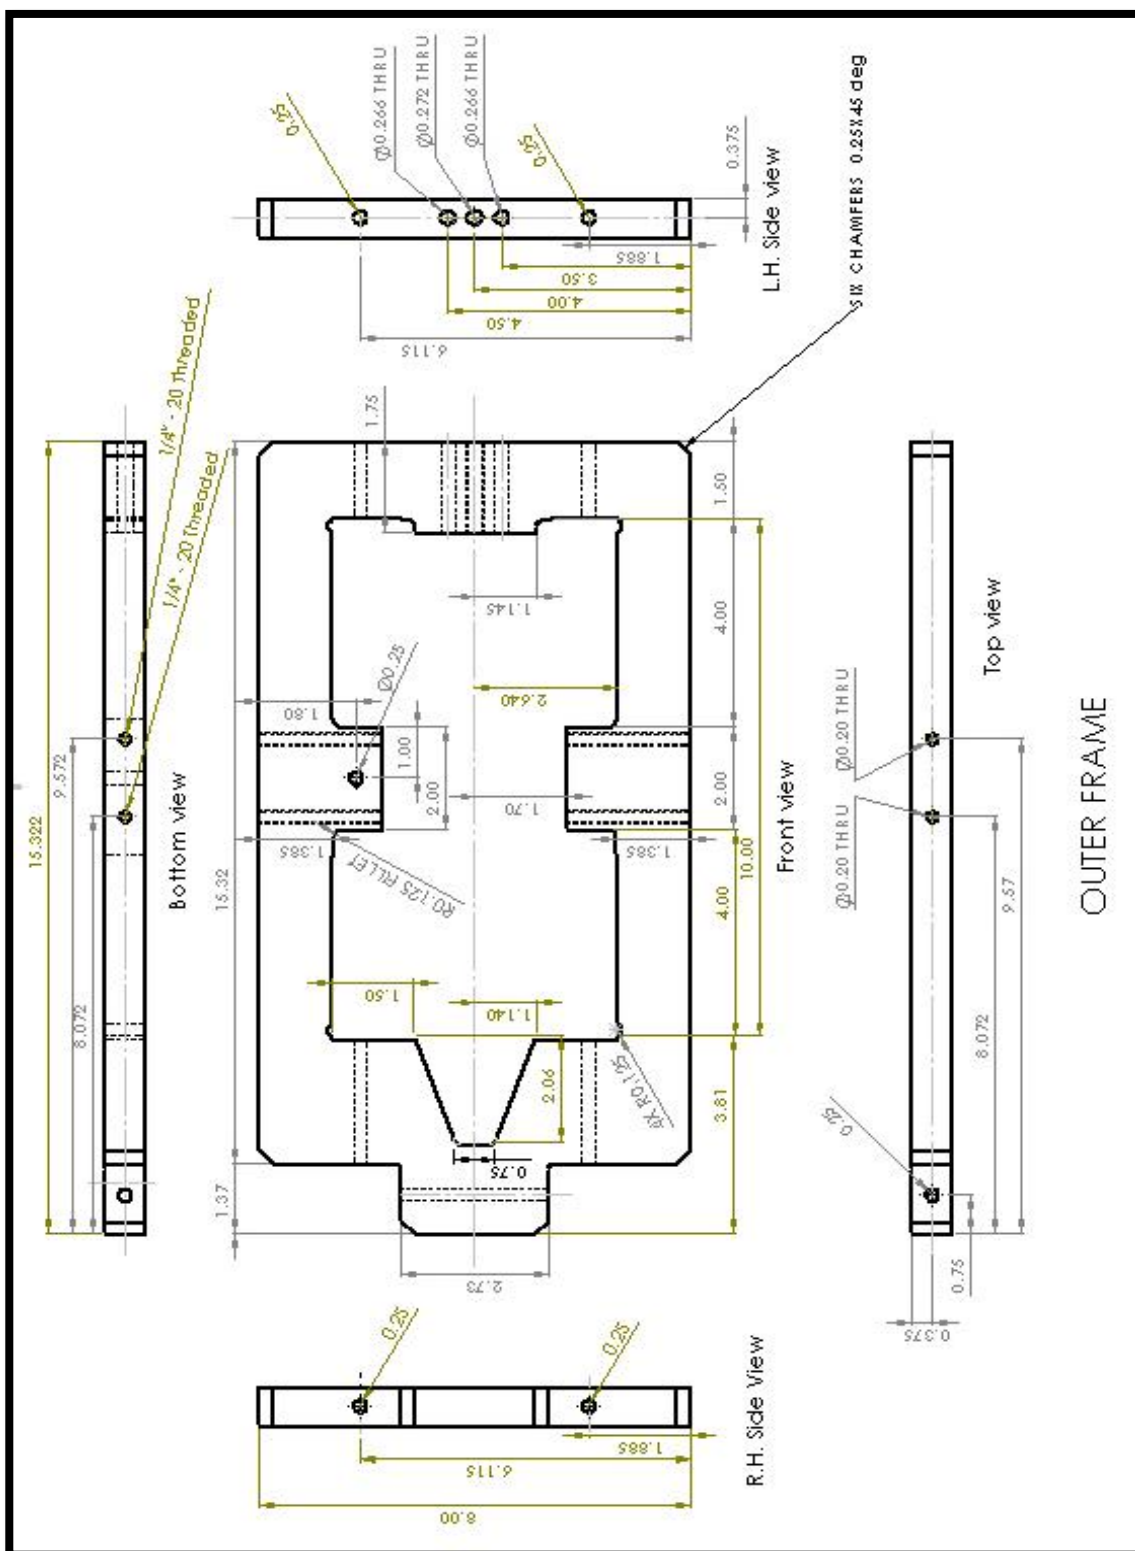 0.25
Ø0.266 THRU
Ø0.272 THRU
Ø0.266 THRU
0.25
0.375
L.H. Side view
1.885
3.50
4.00
4.50
6.115
SIX CHAMFERS 0.25X45 deg
1/4" - 20 Threaded
1/4" - 20 Threaded
15.322
9.572
8.072
Bottom view
1.75
1.50
1.145
4.00
Ø0.25
1.80
2.640
1.00
2.00
1.70
2.00
1.385
R0.125 FILLET
1.385
15.32
10.00
4.00
Front view
1.50
1.140
2.06
4X R0.125
3.81
0.75
1.37
2.73
Top view
Ø0.20 THRU
Ø0.20 THRU
9.57
8.072
0.25
0.75
0.375
OUTER FRAME
0.25
0.25
1.885
6.115
8.00
R.H. Side View